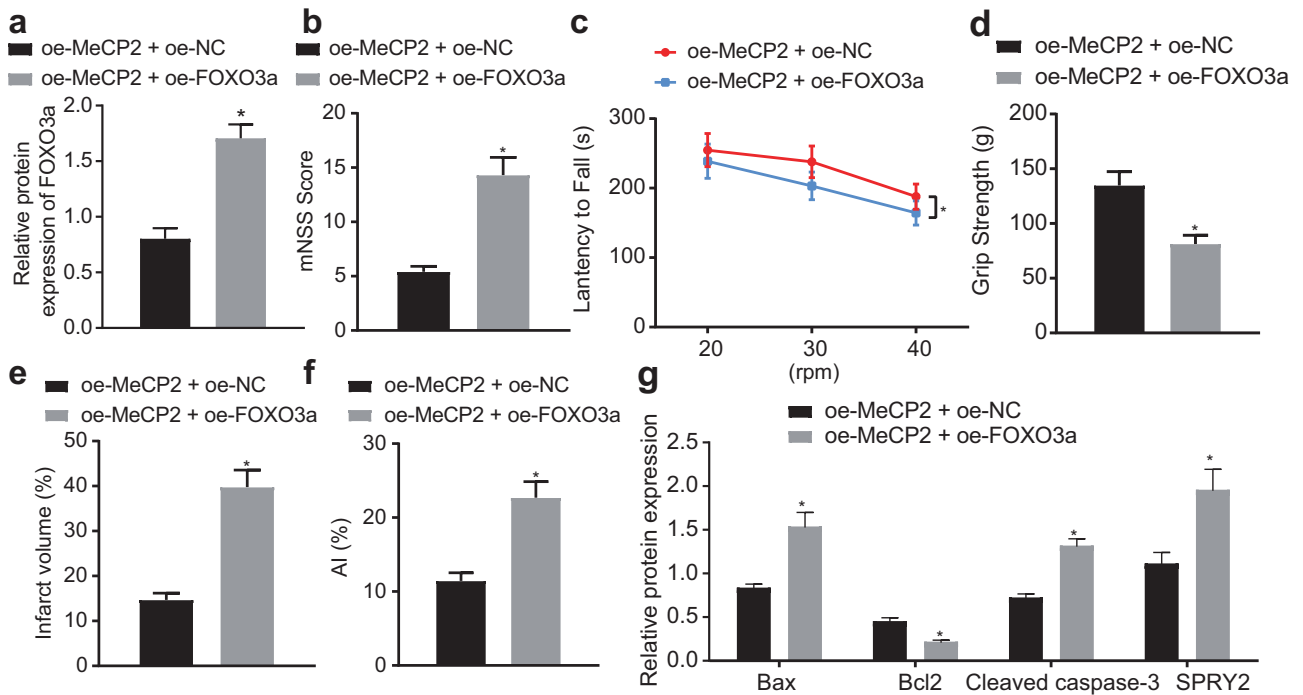 a
oe-MeCP2 + oe-NC
oe-MeCP2 + oe-FOXO3a
Relative protein
expression of FOXO3a
2.0
1.5
1.0
0.5
0.0
*
b
oe-MeCP2 + oe-NC
oe-MeCP2 + oe-FOXO3a
mNSS Score
20
15
10
5
0
*
c
oe-MeCP2 + oe-NC
oe-MeCP2 + oe-FOXO3a
Lantency to Fall (s)
300
200
100
0
20 30 40
(rpm)
*
d
oe-MeCP2 + oe-NC
oe-MeCP2 + oe-FOXO3a
Grip Strength (g)
200
150
100
50
0
*
e
oe-MeCP2 + oe-NC
oe-MeCP2 + oe-FOXO3a
Infarct volume (%)
50
40
30
20
10
0
*
f
oe-MeCP2 + oe-NC
oe-MeCP2 + oe-FOXO3a
AI (%)
30
20
10
0
*
g
oe-MeCP2 + oe-NC
oe-MeCP2 + oe-FOXO3a
Relative protein expression
2.5
2.0
1.5
1.0
0.5
0.0
* * * *
Bax Bcl2 Cleaved caspase-3 SPRY2